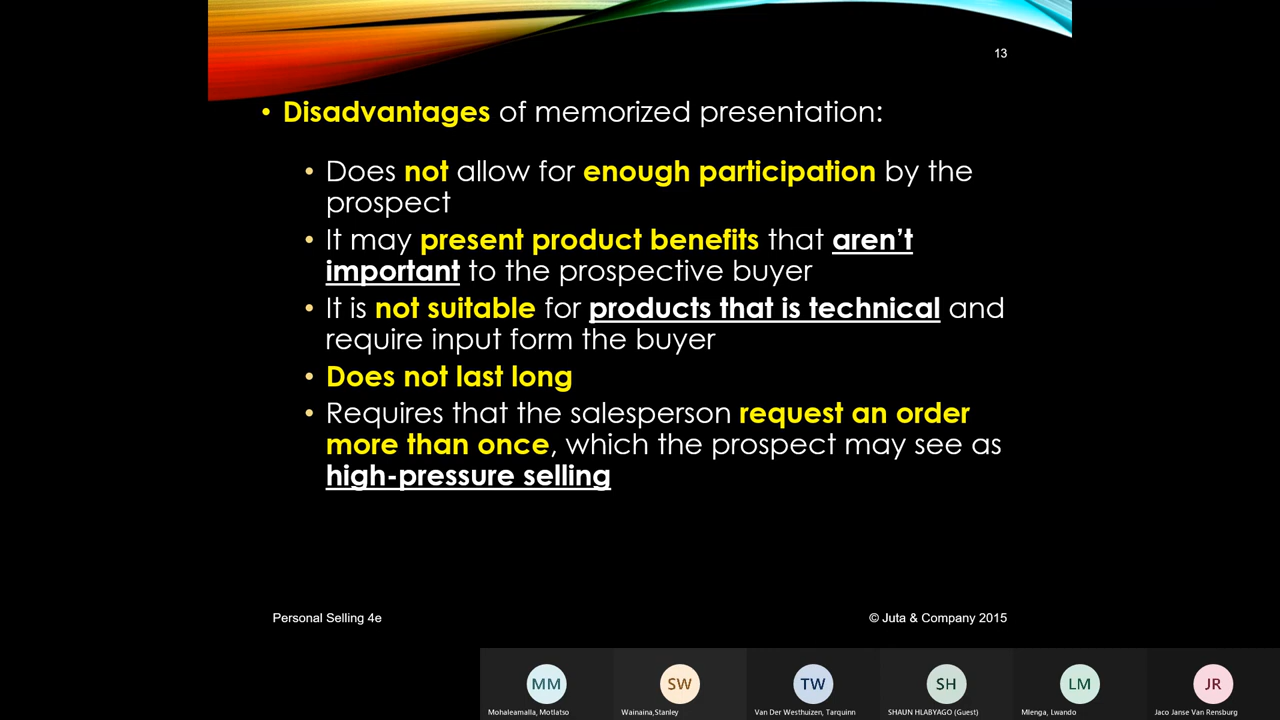 13
• Disadvantages of memorized presentation:
• Does not allow for enough participation by the
prospect
• It may present product benefits that aren’t
important to the prospective buyer
• It is not suitable for products that is technical and
require input form the buyer
• Does not last long
• Requires that the salesperson request an order
more than once, which the prospect may see as
high-pressure selling
Personal Selling 4e
© Juta & Company 2015
MM
SW
TW
SH
LM
JR
Mohaleamalla, Motlatso
Wainaina,Stanley
Van Der Westhuizen, Tarquinn
SHAUN HLABYAGO (Guest)
Mlenga, Lwando
Jaco Janse Van Rensburg